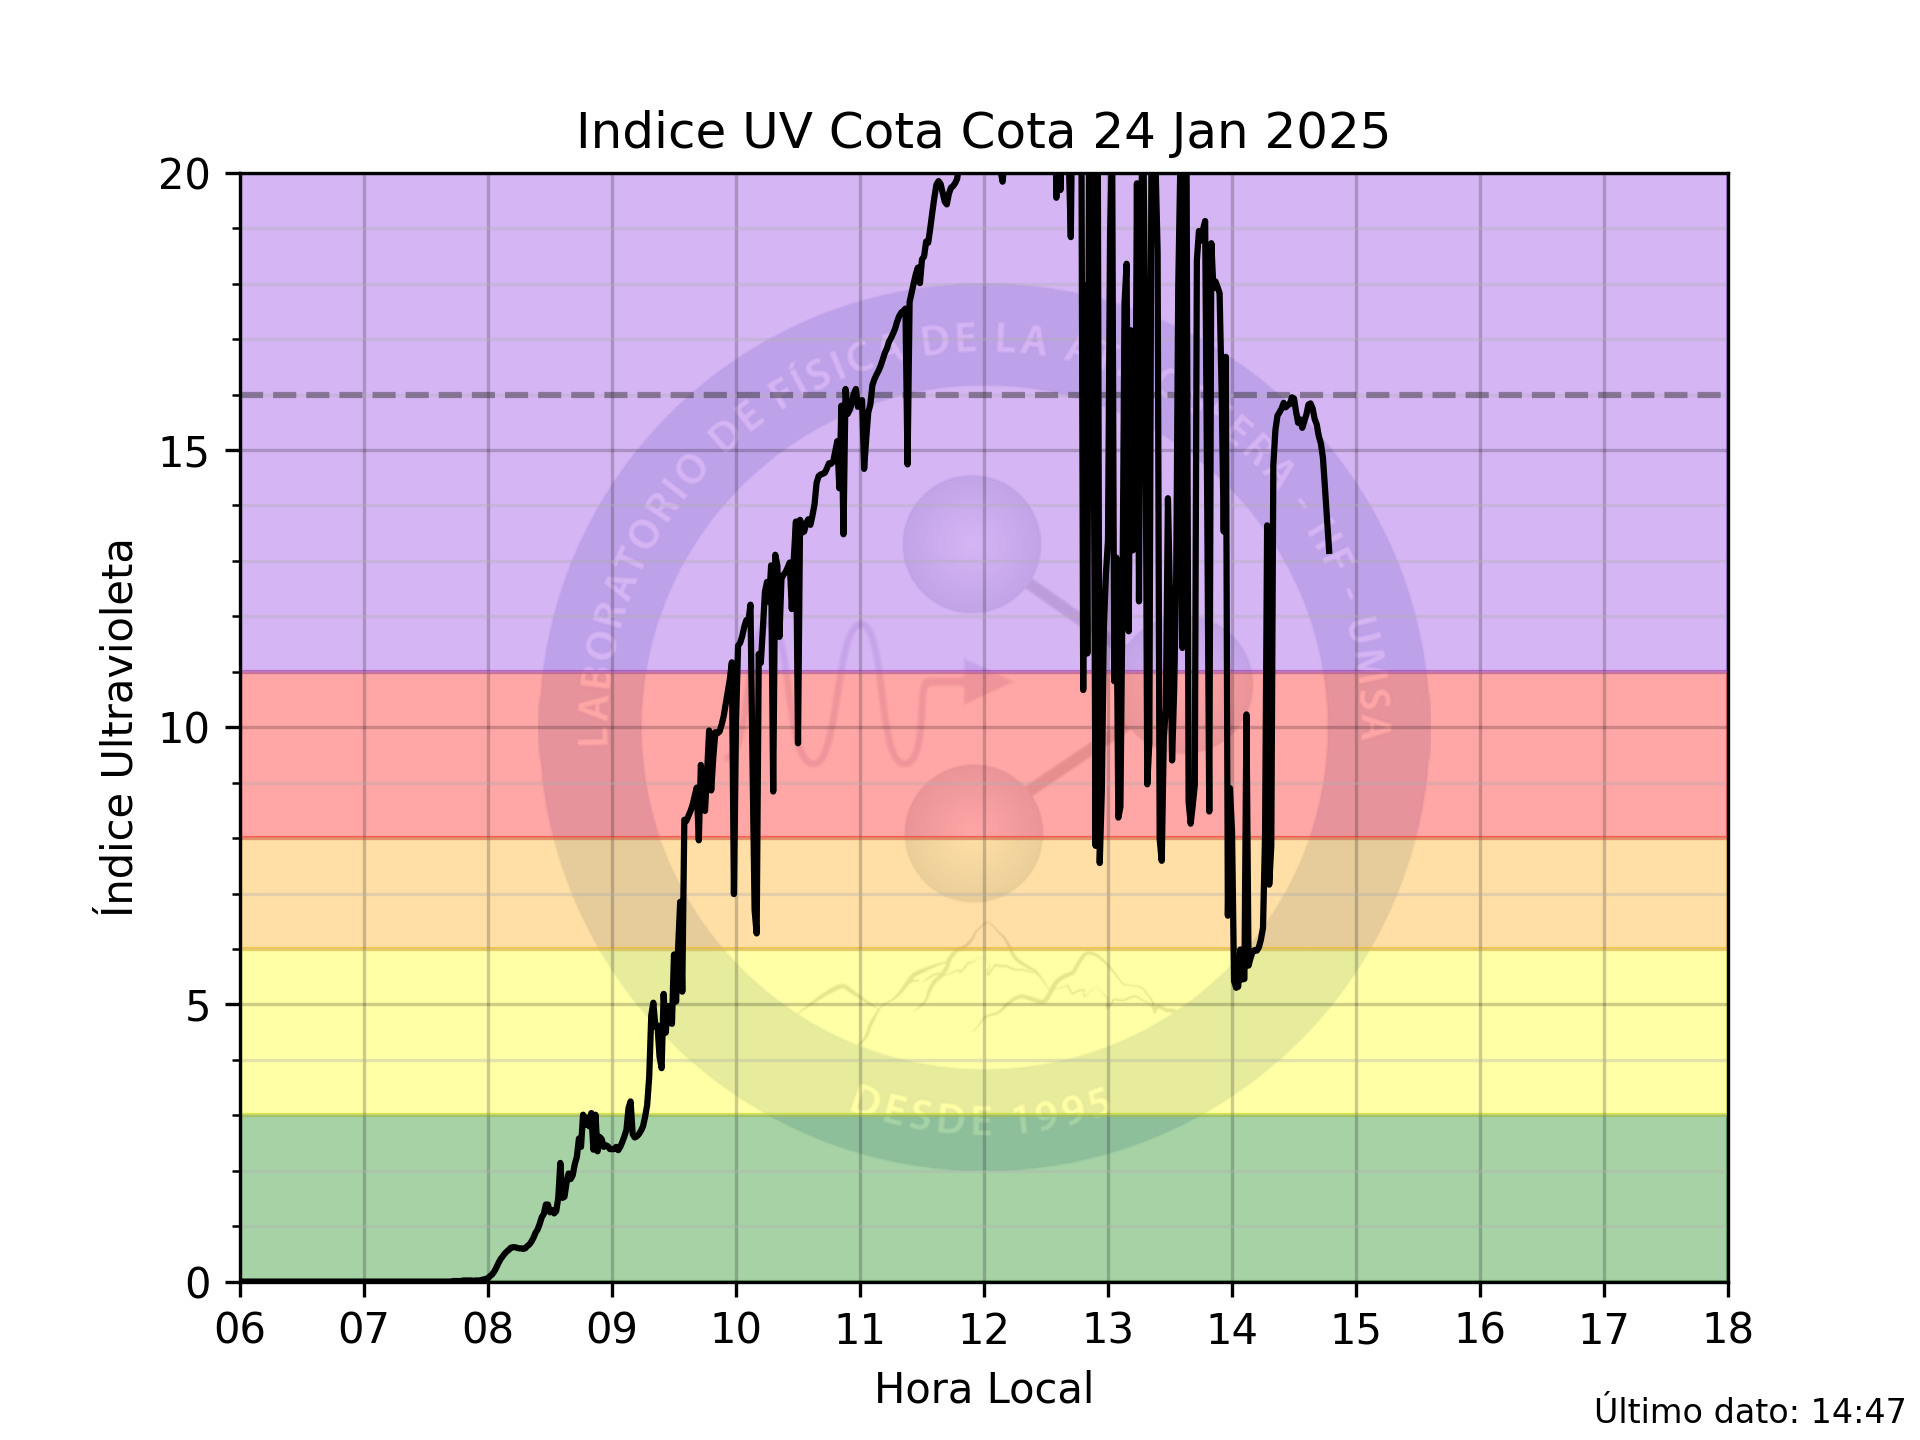 Indice UV Cota Cota 24 Jan 2025
20
15
10
5
0
Índice Ultravioleta
LABORATORIO DE FÍSICA DE LA ERA - IIF - UMSA
DESDE 1995
06 07 08 09 10 11 12 13 14 15 16 17 18
Hora Local
Último dato: 14:47